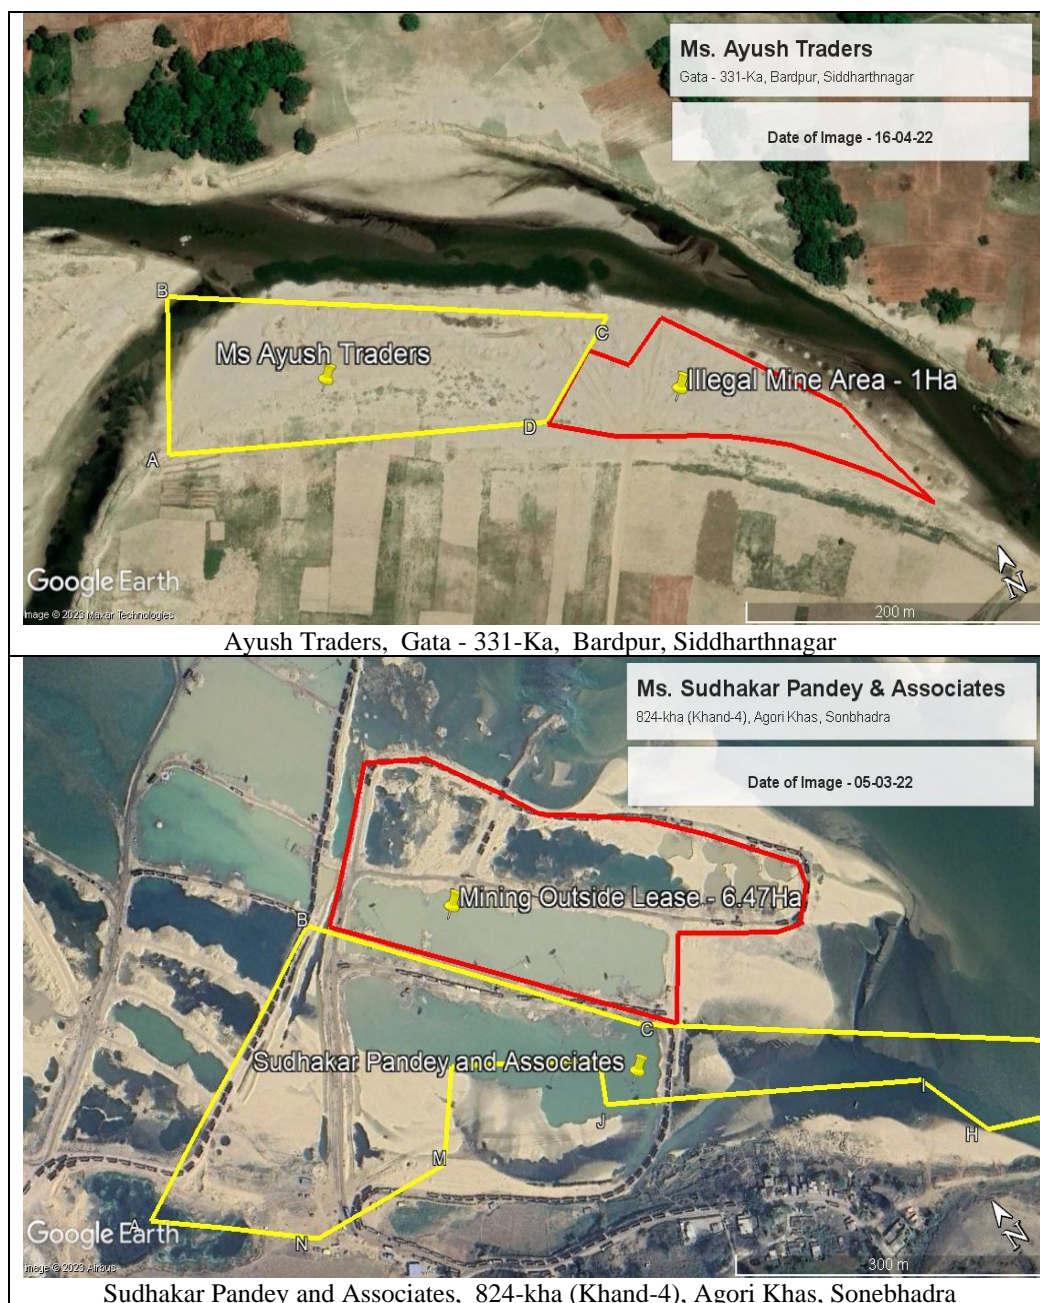 Ms. Ayush Traders
Gata - 331-Ka, Bardpur, Siddharthnagar
Date of Image - 16-04-22
B
C
Ms Ayush Traders
Illegal Mine Area - 1Ha
D
A
Google Earth
Image © 2023 Maxar Technologies
N
200 m
Ayush Traders, Gata - 331-Ka, Bardpur, Siddharthnagar
Ms. Sudhakar Pandey & Associates
824-kha (Khand-4), Agori Khas, Sonbhadra
Date of Image - 05-03-22
Mining Outside Lease - 6.47Ha
B
C
Sudhakar Pandey and Associates
I
J
H
M
A
N
Google Earth
Image © 2023 Airbus
N
300 m
Sudhakar Pandey and Associates, 824-kha (Khand-4), Agori Khas, Sonebhadra